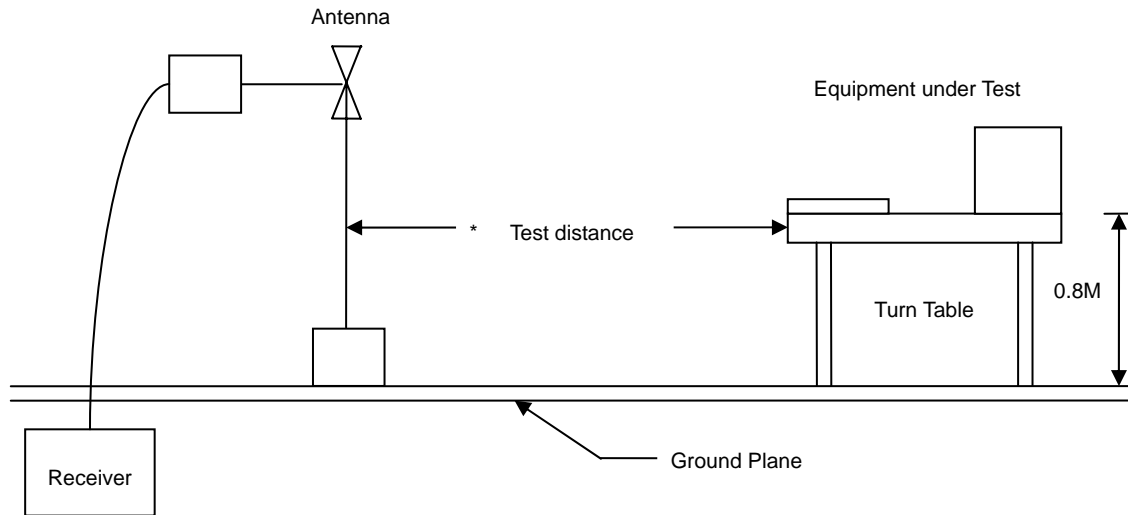 Antenna
Equipment under Test
* Test distance
0.8M
Turn Table
Ground Plane
Receiver